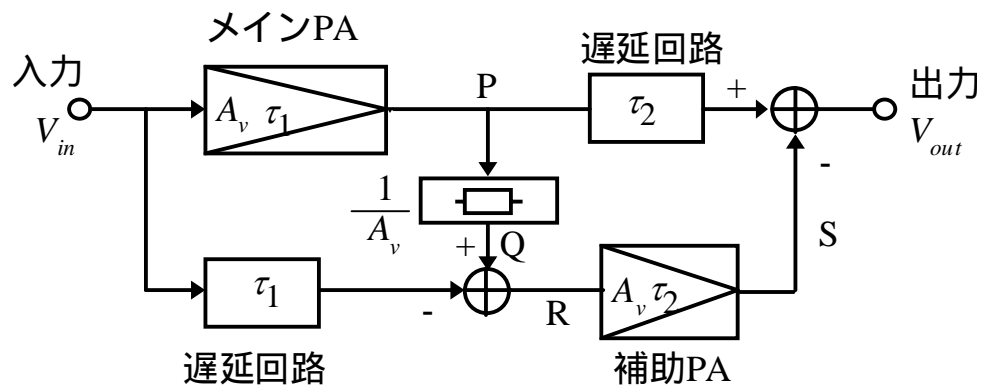 メインPA
遅延回路
入力
出力
P
+
A_v τ_1
τ_2
V_in
V_out
-
1
A_v
+ Q
S
τ_1
-
R
A_v τ_2
遅延回路
補助PA